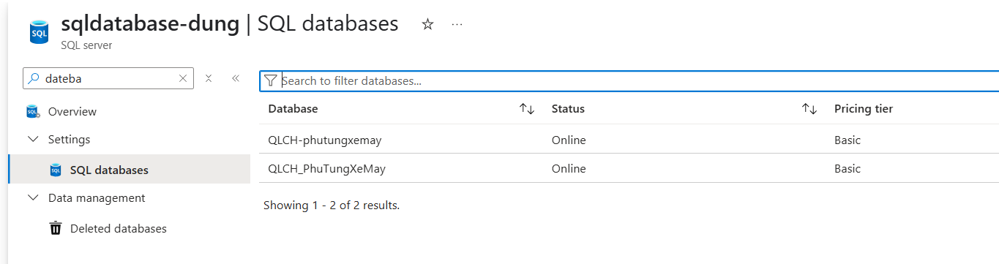 sqldatabase-dung | SQL databases
SQL
SQL server
dateba
Search to filter databases...
Overview
Settings
SQL databases
Data management
Deleted databases
Database Status Pricing tier
QLCH-phutungxemay Online Basic
QLCH_PhuTungXeMay Online Basic
Showing 1 - 2 of 2 results.